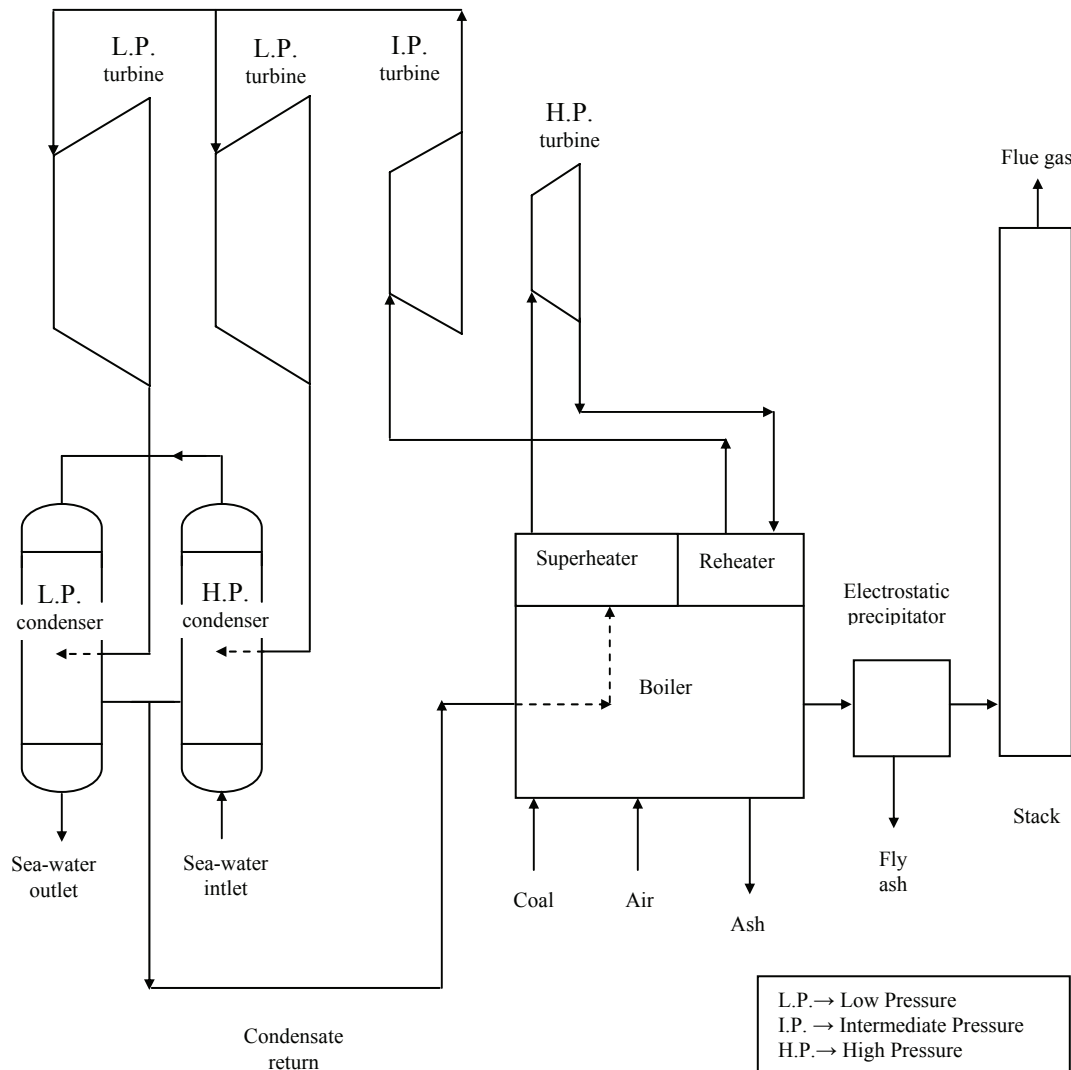 L.P.
turbine
L.P.
turbine
I.P.
turbine
H.P.
turbine
Flue gas
Superheater
Reheater
Electrostatic
precipitator
L.P.
condenser
H.P.
condenser
Boiler
Stack
Sea-water
outlet
Sea-water
intlet
Coal
Air
Ash
Fly
ash
Condensate
return
L.P.→ Low Pressure
I.P. → Intermediate Pressure
H.P.→ High Pressure